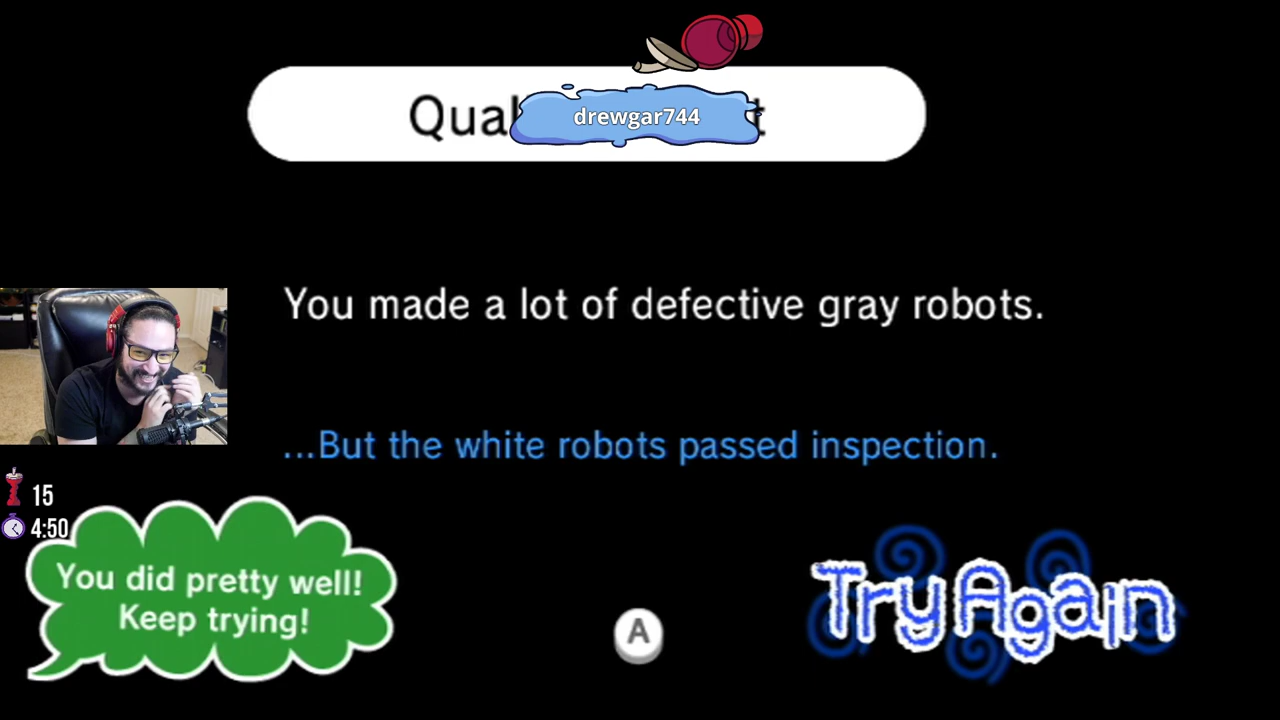 Qual
drewgar744
t
You made a lot of defective gray robots.
...But the white robots passed inspection.
15
4:50
You did pretty well!
Keep trying!
A
Try Again